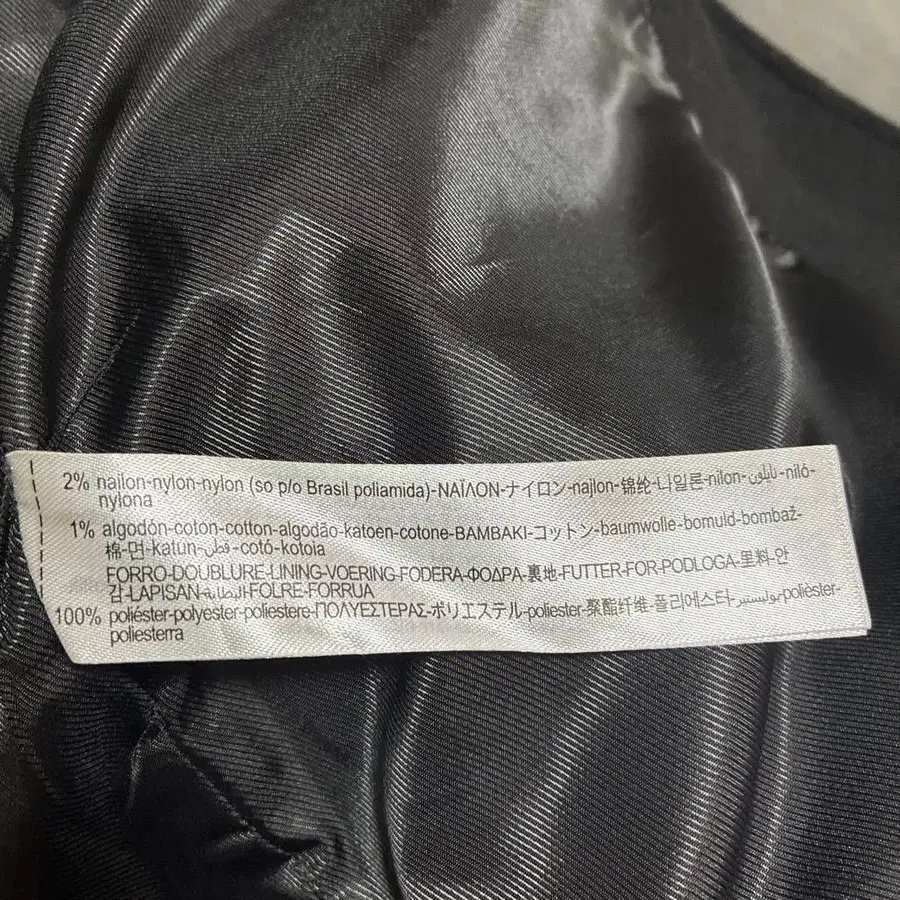 2% nailon-nylon-nylon (so p/o Brasil poliamida)-ΝΑΪΛΟΝ-ナイロン-najlon-锦纶-나일론-nilon-نايلون-niló-
nylona
1% algodón-coton-cotton-algodão-katoen-cotone-BAMBAKI-コットン-baumwolle-bomuld-bombaž-
棉-면-katun-قطن-cotó-kotoia
FORRO-DOUBLURE-LINING-VOERING-FODERA-ΦΟΔΡΑ-裏地-FUTTER-FOR-PODLOGA-里料-안
감-LAPISAN-البطانة-FOLRE-FORRUA
100% poliéster-polyester-poliestere-ΠΟΛΥΕΣΤΕΡΑΣ-ポリエステル-poliester-聚酯纤维-폴리에스타-بوليستير-poliester-
poliesterra